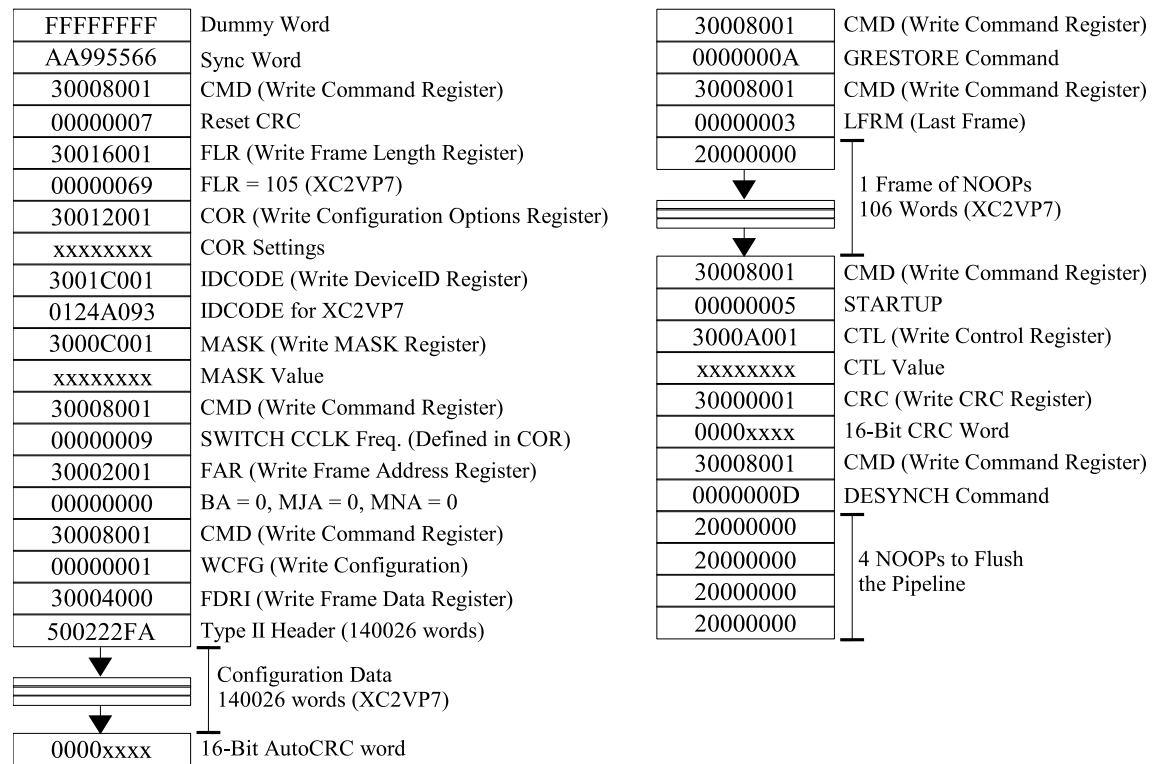 FFFFFFFF Dummy Word
AA995566 Sync Word
30008001 CMD (Write Command Register)
00000007 Reset CRC
30016001 FLR (Write Frame Length Register)
00000069 FLR = 105 (XC2VP7)
30012001 COR (Write Configuration Options Register)
xxxxxxxx COR Settings
3001C001 IDCODE (Write DeviceID Register)
0124A093 IDCODE for XC2VP7
3000C001 MASK (Write MASK Register)
xxxxxxxx MASK Value
30008001 CMD (Write Command Register)
00000009 SWITCH CCLK Freq. (Defined in COR)
30002001 FAR (Write Frame Address Register)
00000000 BA = 0, MJA = 0, MNA = 0
30008001 CMD (Write Command Register)
00000001 WCFG (Write Configuration)
30004000 FDRI (Write Frame Data Register)
500222FA Type II Header (140026 words)
Configuration Data
140026 words (XC2VP7)
0000xxxx 16-Bit AutoCRC word
30008001 CMD (Write Command Register)
0000000A GRESTORE Command
30008001 CMD (Write Command Register)
00000003 LFRM (Last Frame)
20000000
1 Frame of NOOPs
106 Words (XC2VP7)
30008001 CMD (Write Command Register)
00000005 STARTUP
3000A001 CTL (Write Control Register)
xxxxxxxx CTL Value
30000001 CRC (Write CRC Register)
0000xxxx 16-Bit CRC Word
30008001 CMD (Write Command Register)
0000000D DESYNCH Command
20000000
20000000 4 NOOPs to Flush
20000000 the Pipeline
20000000